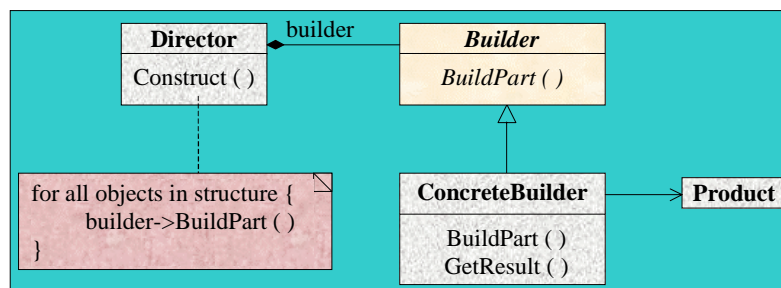 Director
Construct ( )
builder
Builder
BuildPart ( )
for all objects in structure {
builder->BuildPart ( )
}
ConcreteBuilder
BuildPart ( )
GetResult ( )
Product